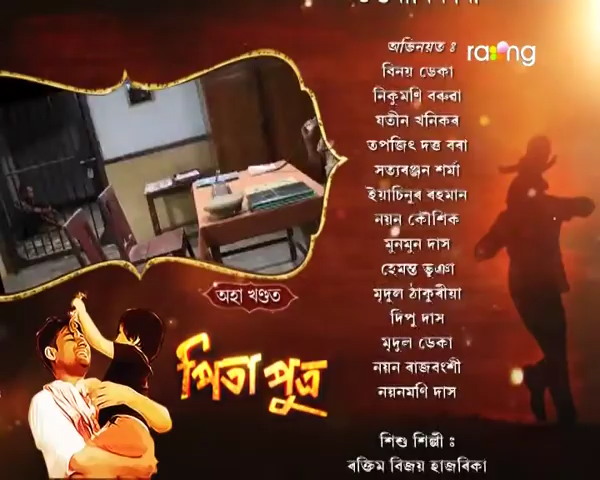 অভিনয়ত :
rang
বিনয় ডেকা
নিকুমণি বৰুৱা
যতীন খনিকৰ
তপজিৎ দত্ত বৰা
সত্যৰঞ্জন শৰ্মা
ইয়াচিনুৰ ৰহমান
নয়ন কৌশিক
মুনমুন দাস
হেমন্ত ভূঞা
মৃদুল ঠাকুৰীয়া
দিপু দাস
মৃদুল ডেকা
নয়ন ৰাজবংশী
নয়নমণি দাস
শিশু শিল্পী :
ৰক্তিম বিজয় হাজৰিকা
অহা খণ্ডত
পিতা পুত্ৰ